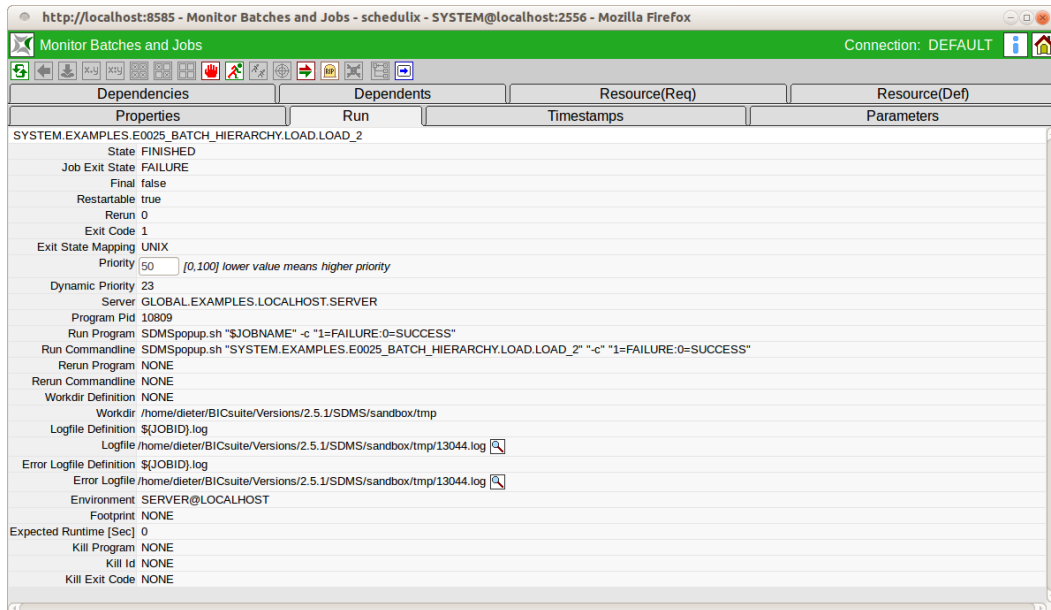 http://localhost:8585 - Monitor Batches and Jobs - schedulix - SYSTEM@localhost:2556 - Mozilla Firefox
Monitor Batches and Jobs Connection: DEFAULT
Dependencies Dependents Resource(Req) Resource(Def)
Properties Run Timestamps Parameters
SYSTEM.EXAMPLES.E0025_BATCH_HIERARCHY.LOAD.LOAD_2
State FINISHED
Job Exit State FAILURE
Final false
Restartable true
Rerun 0
Exit Code 1
Exit State Mapping UNIX
Priority 50 [0,100] lower value means higher priority
Dynamic Priority 23
Server GLOBAL.EXAMPLES.LOCALHOST.SERVER
Program Pid 10809
Run Program SDMSpopup.sh "$JOBNAME" -c "1=FAILURE:0=SUCCESS"
Run Commandline SDMSpopup.sh "SYSTEM.EXAMPLES.E0025_BATCH_HIERARCHY.LOAD.LOAD_2" "-c" "1=FAILURE:0=SUCCESS"
Rerun Program NONE
Rerun Commandline NONE
Workdir Definition NONE
Workdir /home/dieter/BICsuite/Versions/2.5.1/SDMS/sandbox/tmp
Logfile Definition ${JOBID}.log
Logfile /home/dieter/BICsuite/Versions/2.5.1/SDMS/sandbox/tmp/13044.log
Error Logfile Definition ${JOBID}.log
Error Logfile /home/dieter/BICsuite/Versions/2.5.1/SDMS/sandbox/tmp/13044.log
Environment SERVER@LOCALHOST
Footprint NONE
Expected Runtime [Sec] 0
Kill Program NONE
Kill Id NONE
Kill Exit Code NONE